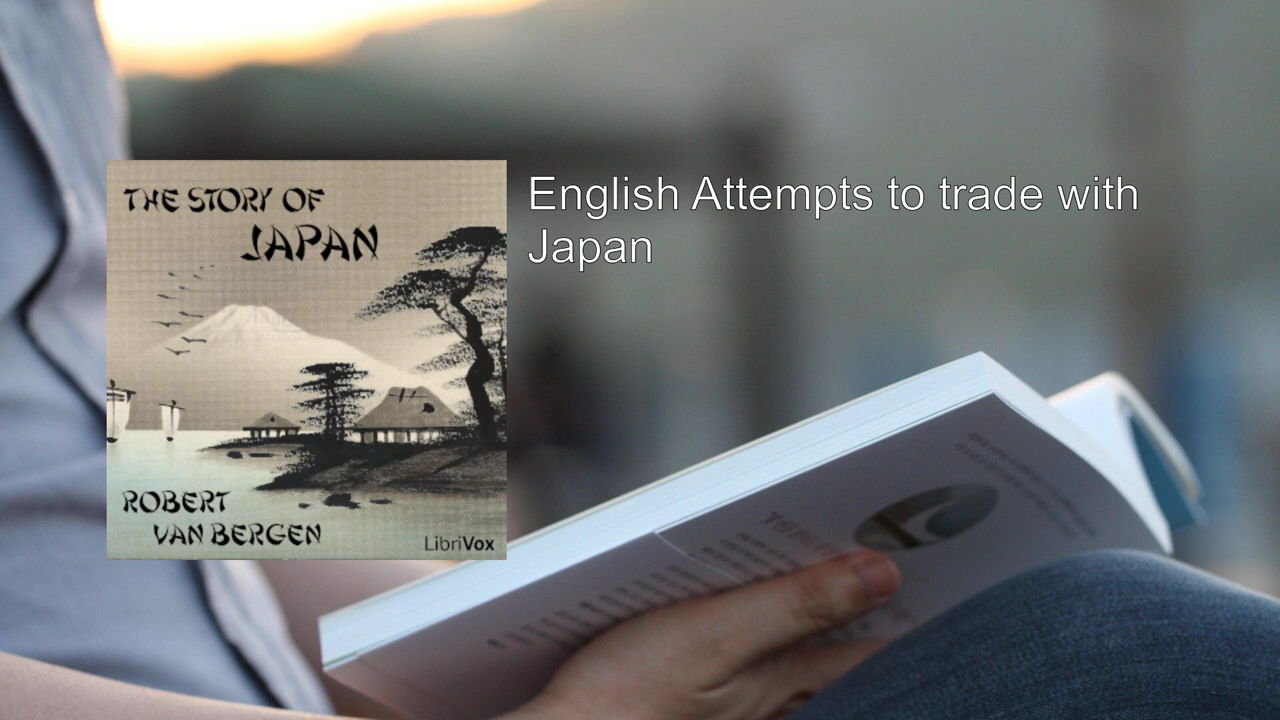 THE STORY OF
JAPAN
ROBERT
VAN BERGEN
LibriVox
English Attempts to trade with
Japan